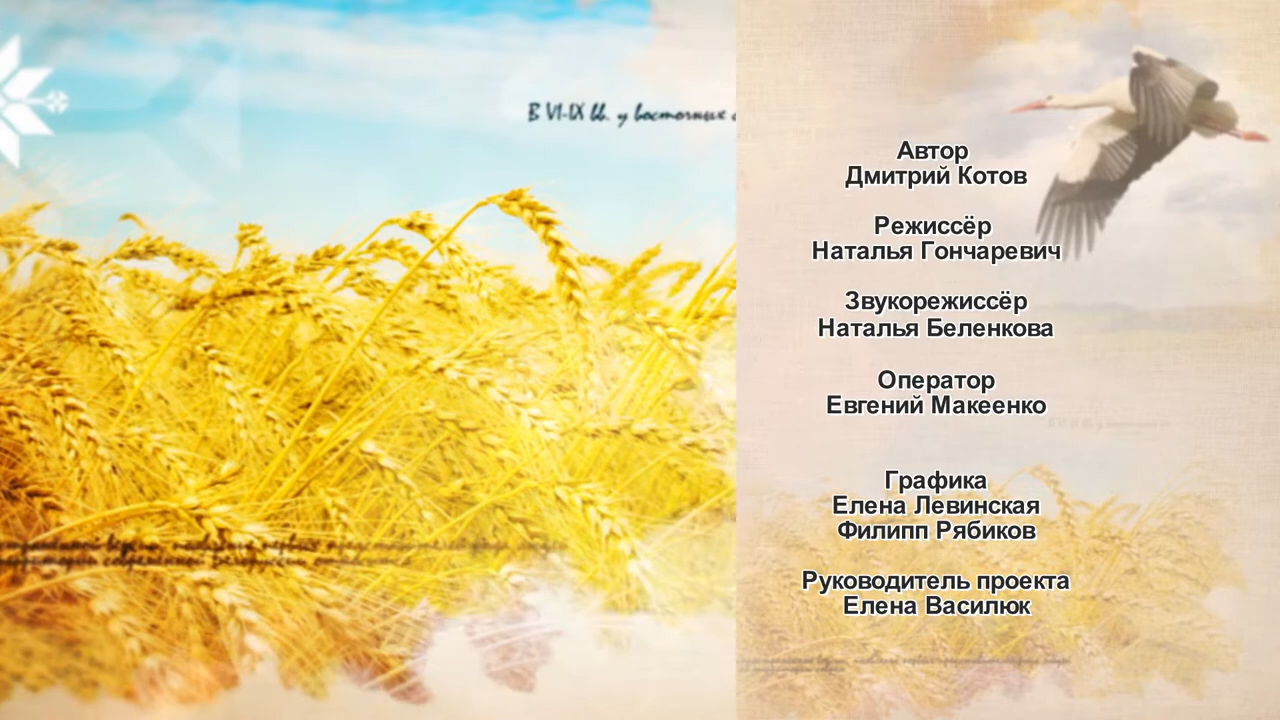 В VI-IX вв. у восточных
Автор
Дмитрий Котов
Режиссёр
Наталья Гончаревич
Звукорежиссёр
Наталья Беленкова
Оператор
Евгений Макеенко
Графика
Елена Левинская
Филипп Рябиков
Руководитель проекта
Елена Василюк